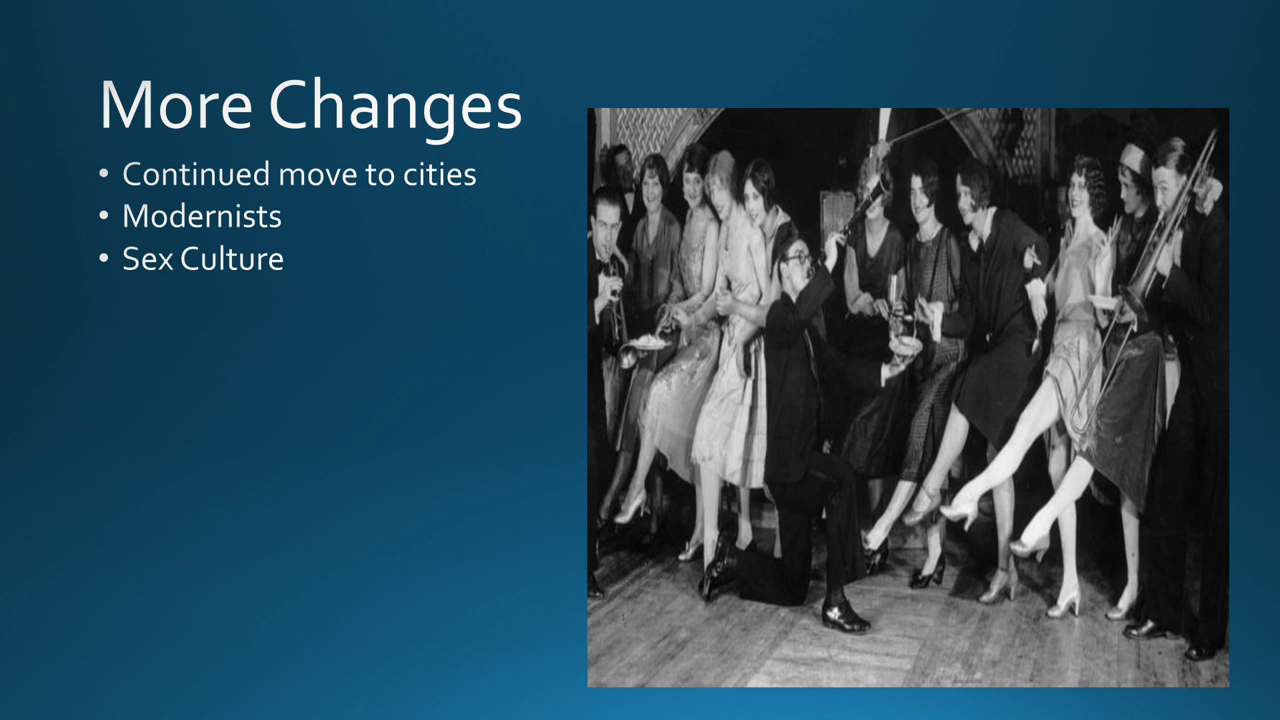 More Changes
• Continued move to cities
• Modernists
• Sex Culture